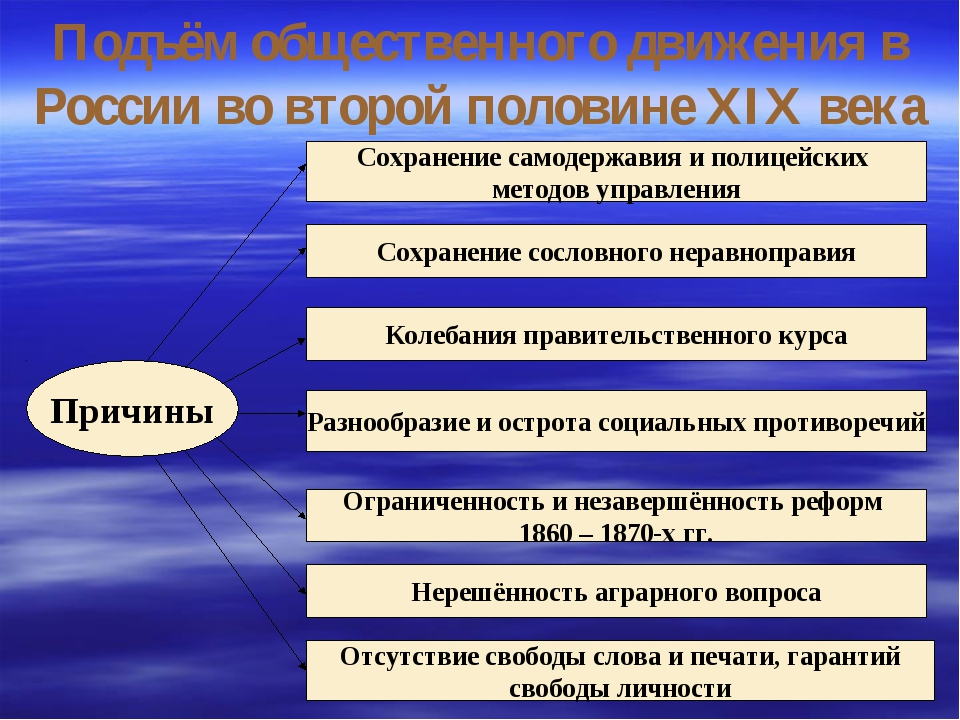 Подъём общественного движения в
России во второй половине XIX века
Сохранение самодержавия и полицейских
методов управления
Сохранение сословного неравноправия
Колебания правительственного курса
Причины
Разнообразие и острота социальных противоречий
Ограниченность и незавершённость реформ
1860 – 1870-х гг.
Нерешённость аграрного вопроса
Отсутствие свободы слова и печати, гарантий
свободы личности